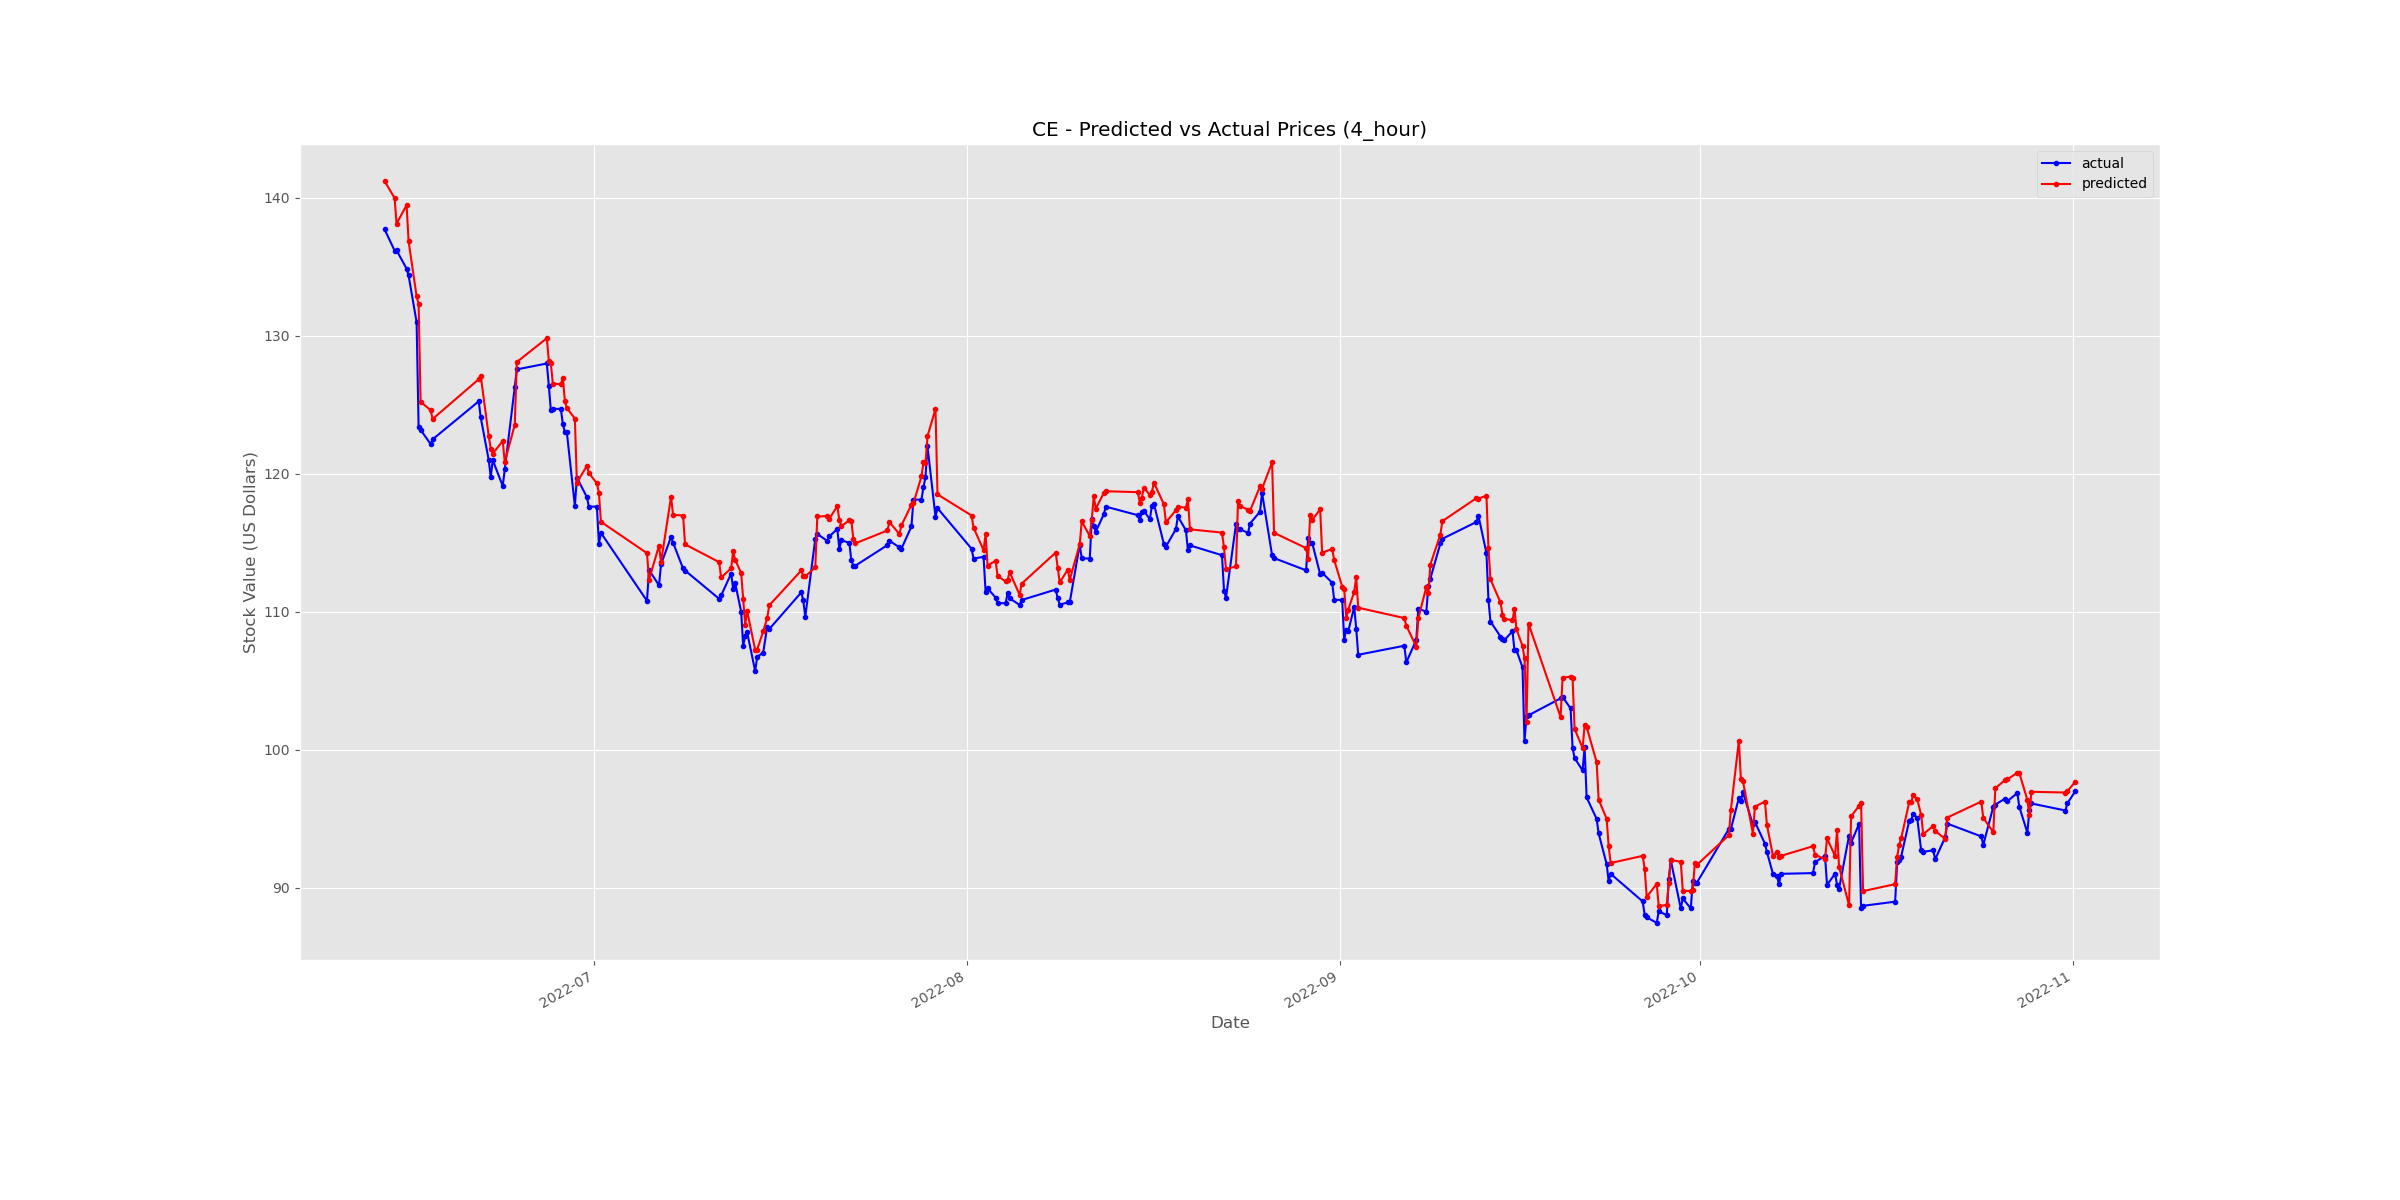 CE - Predicted vs Actual Prices (4_hour)
actual
predicted
140
130
120
110
100
90
Stock Value (US Dollars)
2022-07
2022-08
2022-09
2022-10
2022-11
Date